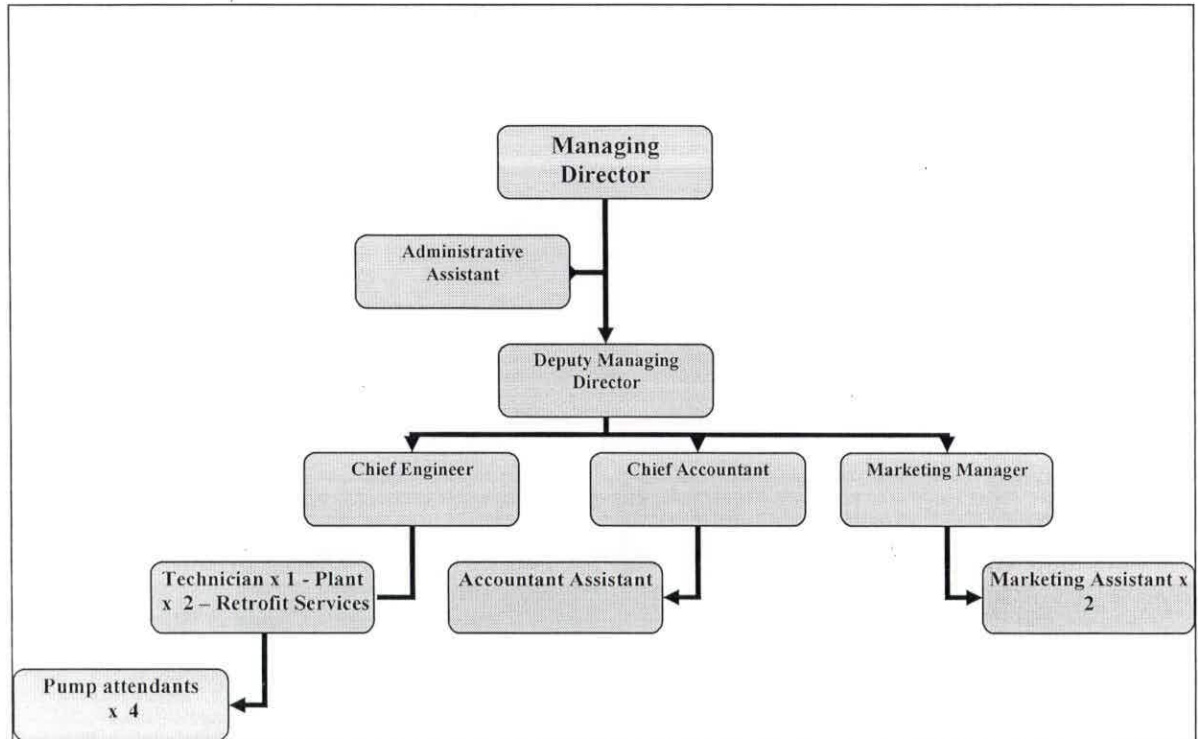 Managing
Director
Administrative
Assistant
Deputy Managing
Director
Chief Engineer
Chief Accountant
Marketing Manager
Technician x 1 - Plant
x 2 – Retrofit Services
Accountant Assistant
Marketing Assistant x
2
Pump attendants
x 4